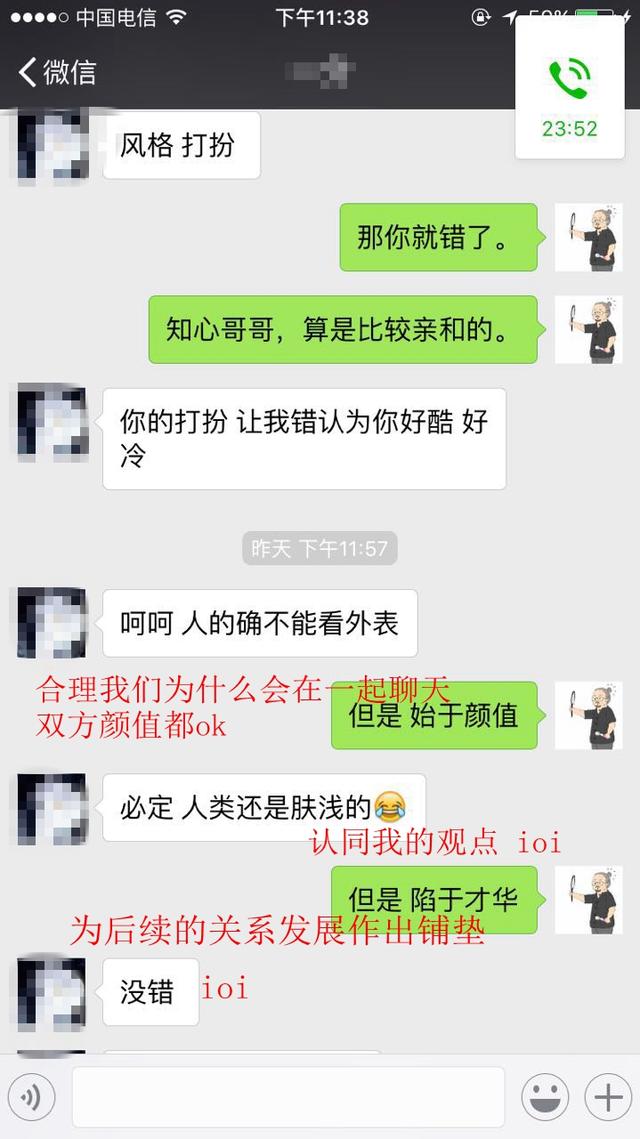 中国电信
下午11:38
微信
23:52
风格 打扮
那你就错了。
知心哥哥，算是比较亲和的。
你的打扮 让我错认为你好酷 好
冷
昨天 下午11:57
呵呵 人的确不能看外表
合理我们为什么会在一起聊天
双方颜值都ok
但是 始于颜值
必定 人类还是肤浅的😂
认同我的观点 ioi
但是 陷于才华
为后续的关系发展作出铺垫
没错
ioi